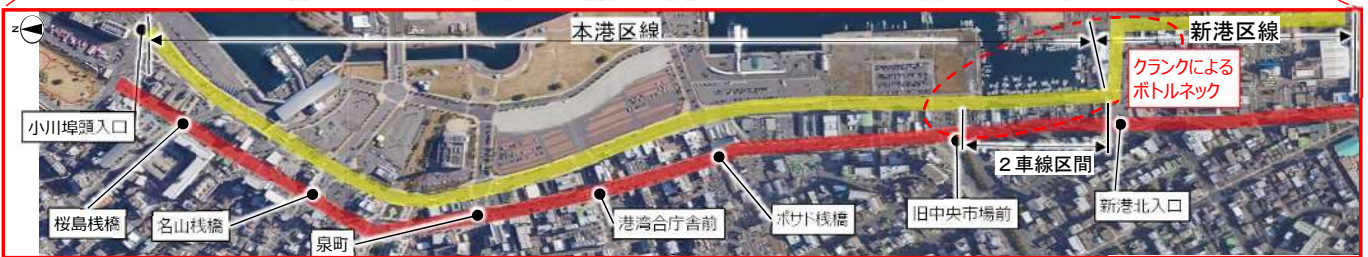 N
本港区線
新港区線
クランクによる
ボトルネック
小川埠頭入口
2車線区間
桜島桟橋
名山桟橋
泉町
港湾合庁舎前
ボサド桟橋
旧中央市場前
新港北入口